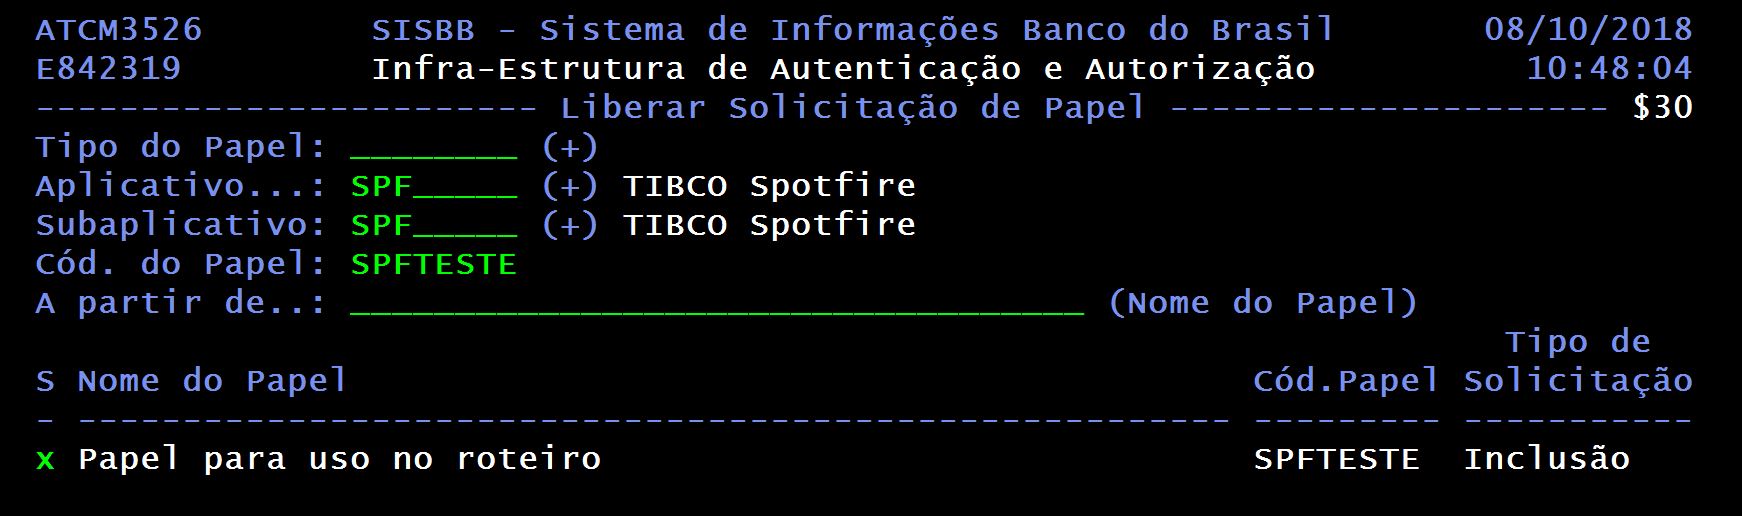 ATCM3526 SISBB - Sistema de Informações Banco do Brasil 08/10/2018
E842319 Infra-Estrutura de Autenticação e Autorização 10:48:04
------------------------ Liberar Solicitação de Papel --------------------- $30
Tipo do Papel: ________ (+)
Aplicativo...: SPF_____ (+) TIBCO Spotfire
Subaplicativo: SPF_____ (+) TIBCO Spotfire
Cód. do Papel: SPFTESTE
A partir de..: ___________________________________ (Nome do Papel)
Tipo de
S Nome do Papel Cód.Papel Solicitação
- ------------------------------------------------------- --------- -----------
x Papel para uso no roteiro SPFTESTE Inclusão